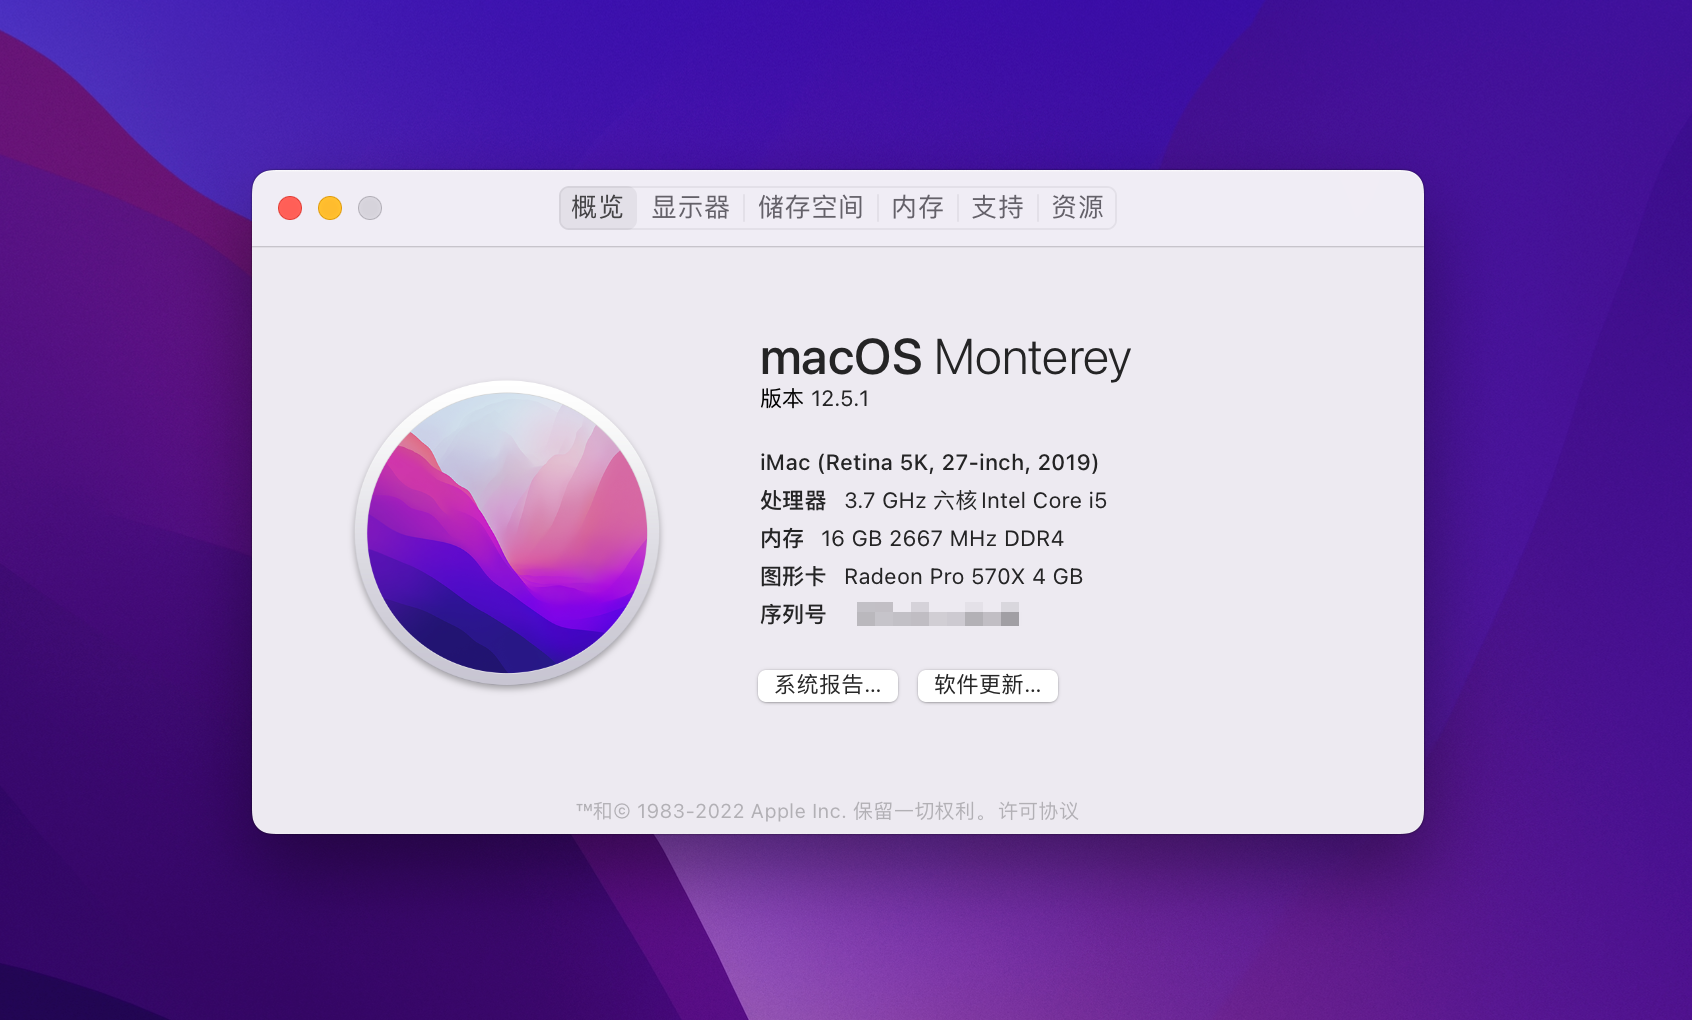 概览 显示器 储存空间 内存 支持 资源
macOS Monterey
版本 12.5.1
iMac (Retina 5K, 27-inch, 2019)
处理器 3.7 GHz 六核Intel Core i5
内存 16 GB 2667 MHz DDR4
图形卡 Radeon Pro 570X 4 GB
序列号
系统报告... 软件更新...
™和© 1983-2022 Apple Inc. 保留一切权利。许可协议